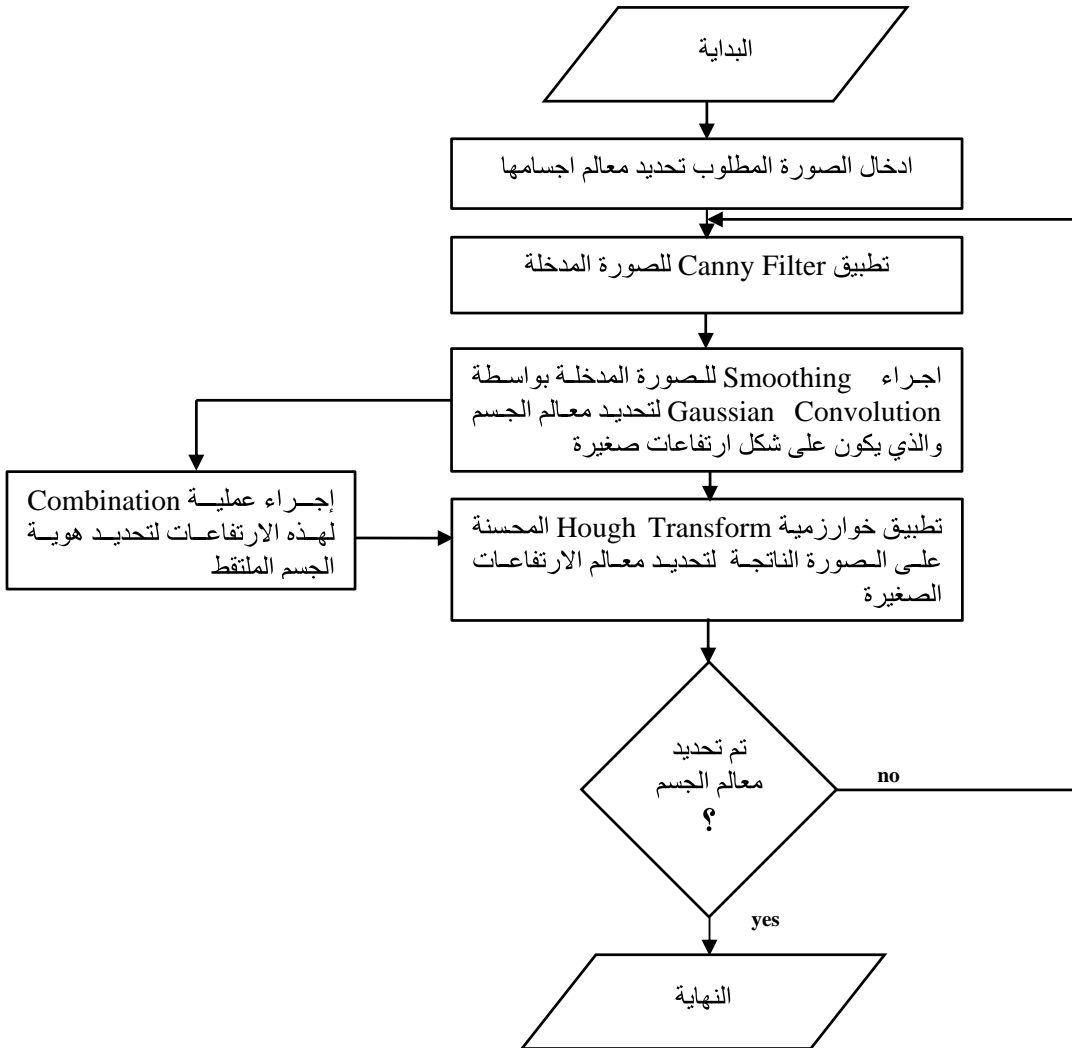 البداية
ادخال الصورة المطلوب تحديد معالم اجسامها
تطبيق Canny Filter للصورة المدخلة
اجراء Smoothing للصورة المدخلة بواسطة
Gaussian Convolution لتحديد معالم الجسم
والذي يكون على شكل ارتفاعات صغيرة
إجراء عملية Combination
لهذه الارتفاعات لتحديد هوية
الجسم الملتقط
تطبيق خوارزمية Hough Transform المحسنة
على الصورة الناتجة لتحديد معالم الارتفاعات
الصغيرة
تم تحديد
معالم الجسم
؟
no
yes
النهاية